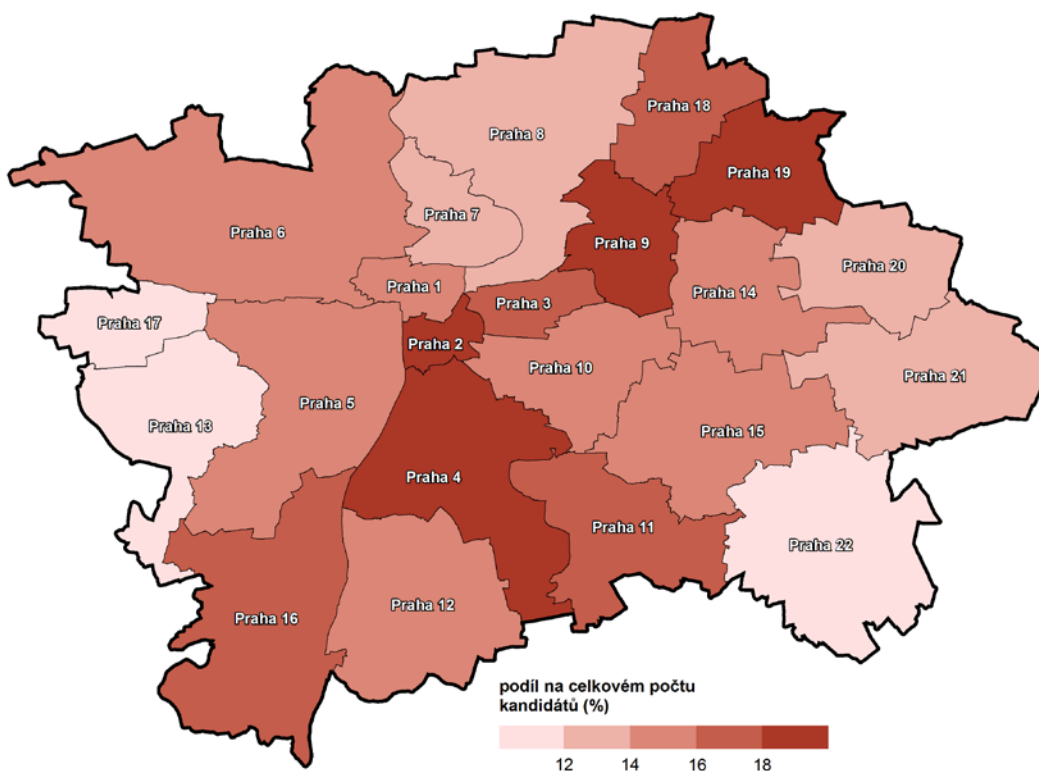 Praha 18
Praha 8
Praha 19
Praha 7
Praha 6
Praha 9
Praha 20
Praha 1
Praha 14
Praha 3
Praha 17
Praha 2
Praha 10
Praha 21
Praha 5
Praha 13
Praha 15
Praha 4
Praha 11
Praha 22
Praha 12
Praha 16
podíl na celkovém počtu
kandidátů (%)
12 14 16 18